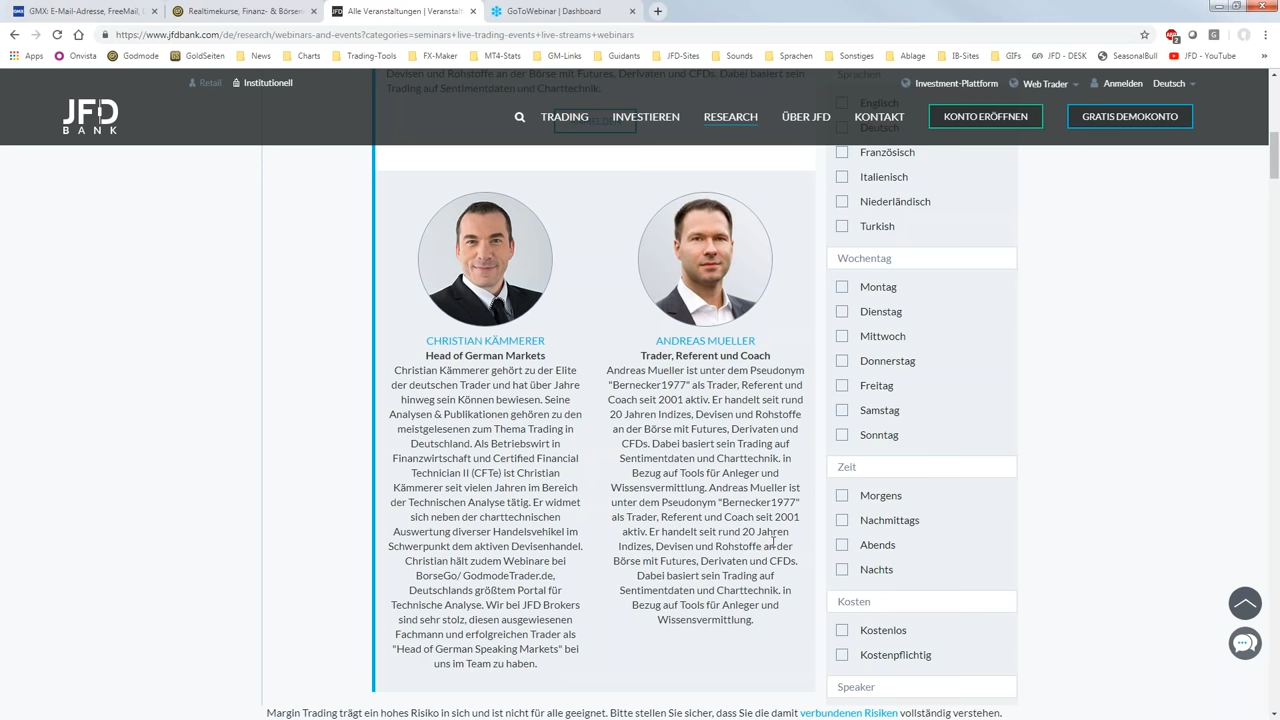 GMX: E-Mail-Adresse, FreeMail,
Realtimekurse, Finanz- & Börsen
Alle Veranstaltungen | Veranstal
GoToWebinar | Dashboard
https://www.jfdbank.com/de/research/webinars-and-events?categories=seminars+live-trading-events+live-streams+webinars
2
Apps Onvista Godmode GoldSeiten News Charts Trading-Tools FX-Maker MT4-Stats GM-Links Guidants JFD-Sites Sounds Sprachen Sonstiges Ablage IB-Sites GIFs JFD - DESK SeasonalBull JFD - YouTube
Devisen und Rohstoffe an der Börse mit Futures, Derivaten und CFDs. Dabei basiert sein
Trading auf Sentimentdaten und Charttechnik.
Retail Institutionell
Investment-Plattform Web Trader Anmelden Deutsch
JFD
BANK
TRADING INVESTIEREN RESEARCH ÜBER JFD KONTAKT KONTO ERÖFFNEN GRATIS DEMOKONTO
CHRISTIAN KÄMMERER
Head of German Markets
Christian Kämmerer gehört zu der Elite
der deutschen Trader und hat über Jahre
hinweg sein Können bewiesen. Seine
Analysen & Publikationen gehören zu den
meistgelesenen zum Thema Trading in
Deutschland. Als Betriebswirt in
Finanzwirtschaft und Certified Financial
Technician II (CFTe) ist Christian
Kämmerer seit vielen Jahren im Bereich
der Technischen Analyse tätig. Er widmet
sich neben der charttechnischen
Auswertung diverser Handelsvehikel im
Schwerpunkt dem aktiven Devisenhandel.
Christian hält zudem Webinare bei
BorseGo/ GodmodeTrader.de,
Deutschlands größtem Portal für
Technische Analyse. Wir bei JFD Brokers
sind sehr stolz, diesen ausgewiesenen
Fachmann und erfolgreichen Trader als
"Head of German Speaking Markets" bei
uns im Team zu haben.
ANDREAS MUELLER
Trader, Referent und Coach
Andreas Mueller ist unter dem Pseudonym
"Bernecker1977" als Trader, Referent und
Coach seit 2001 aktiv. Er handelt seit rund
20 Jahren Indizes, Devisen und Rohstoffe
an der Börse mit Futures, Derivaten und
CFDs. Dabei basiert sein Trading auf
Sentimentdaten und Charttechnik. in
Bezug auf Tools für Anleger und
Wissensvermittlung. Andreas Mueller ist
unter dem Pseudonym "Bernecker1977"
als Trader, Referent und Coach seit 2001
aktiv. Er handelt seit rund 20 Jahren
Indizes, Devisen und Rohstoffe an der
Börse mit Futures, Derivaten und CFDs.
Dabei basiert sein Trading auf
Sentimentdaten und Charttechnik. in
Bezug auf Tools für Anleger und
Wissensvermittlung.
Sprachen
Englisch
Deutsch
Französisch
Italienisch
Niederländisch
Turkish
Wochentag
Montag
Dienstag
Mittwoch
Donnerstag
Freitag
Samstag
Sonntag
Zeit
Morgens
Nachmittags
Abends
Nachts
Kosten
Kostenlos
Kostenpflichtig
Speaker
Margin Trading trägt ein hohes Risiko in sich und ist nicht für alle geeignet. Bitte stellen Sie sicher, dass Sie die damit verbundenen Risiken vollständig verstehen.